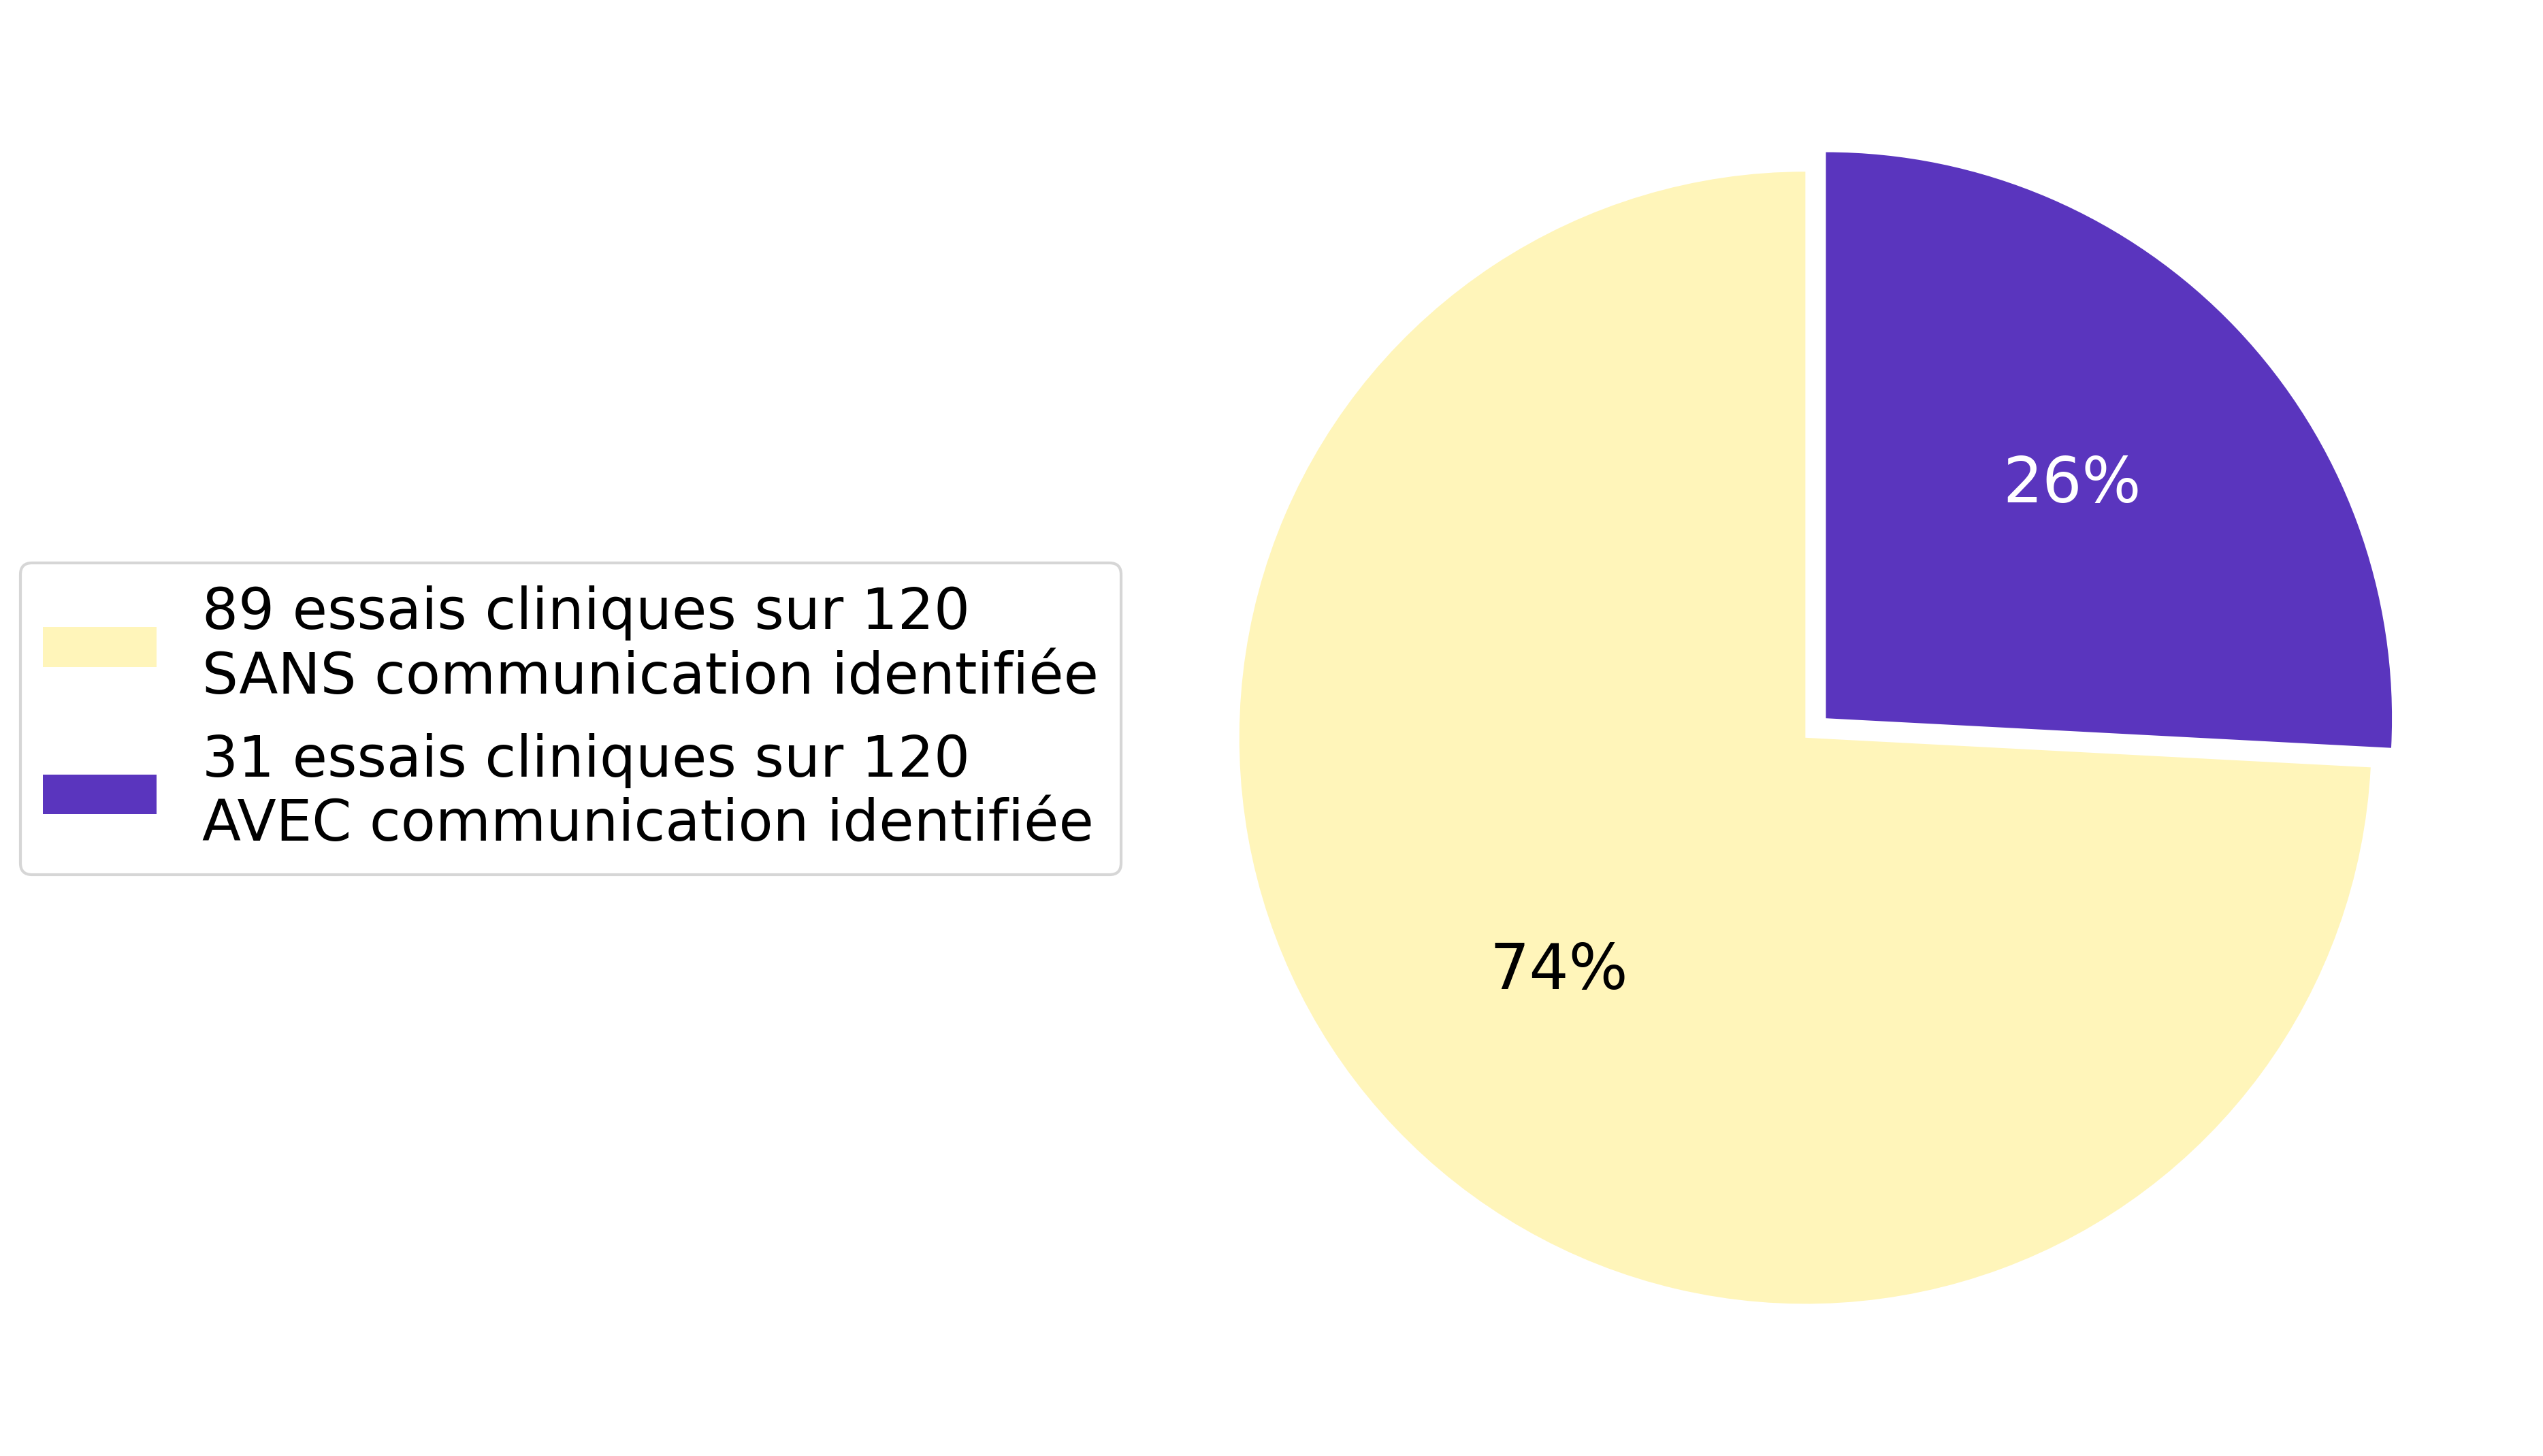 89 essais cliniques sur 120
SANS communication identifiée
31 essais cliniques sur 120
AVEC communication identifiée
26%
74%